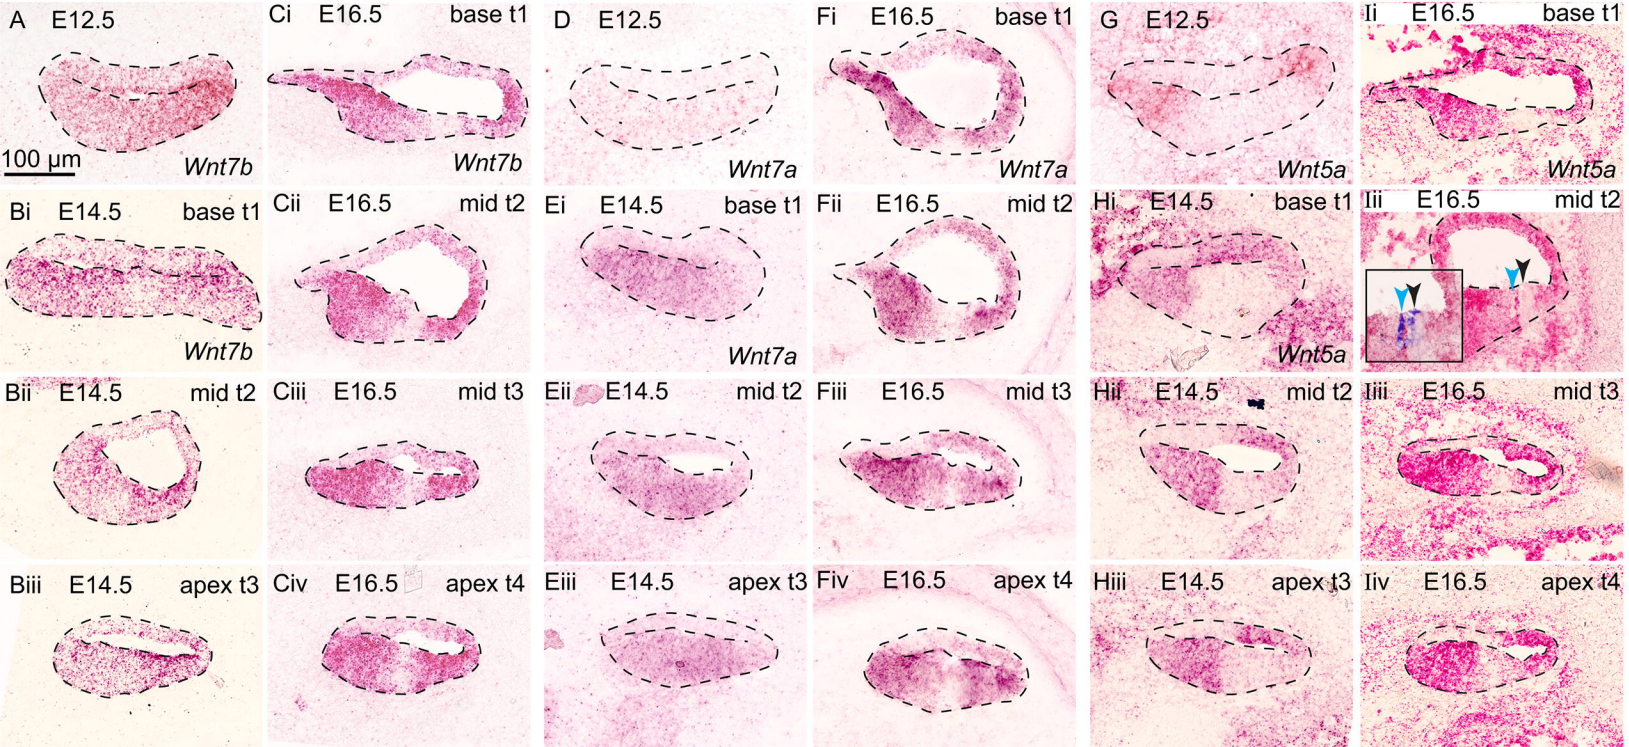 A E12.5
100 µm
Wnt7b
Ci E16.5 base t1
Wnt7b
D E12.5
Wnt7a
Fi E16.5 base t1
Wnt7a
G E12.5
Wnt5a
Ii E16.5 base t1
Wnt5a
Bi E14.5 base t1
Wnt7b
Cii E16.5 mid t2
Ei E14.5 base t1
Wnt7a
Fii E16.5 mid t2
Hi E14.5 base t1
Wnt5a
Iii E16.5 mid t2
Bii E14.5 mid t2
Ciii E16.5 mid t3
Eii E14.5 mid t2
Fiii E16.5 mid t3
Hii E14.5 mid t2
Iiii E16.5 mid t3
Biii E14.5 apex t3
Civ E16.5 apex t4
Eiii E14.5 apex t3
Fiv E16.5 apex t4
Hiii E14.5 apex t3
Iiv E16.5 apex t4